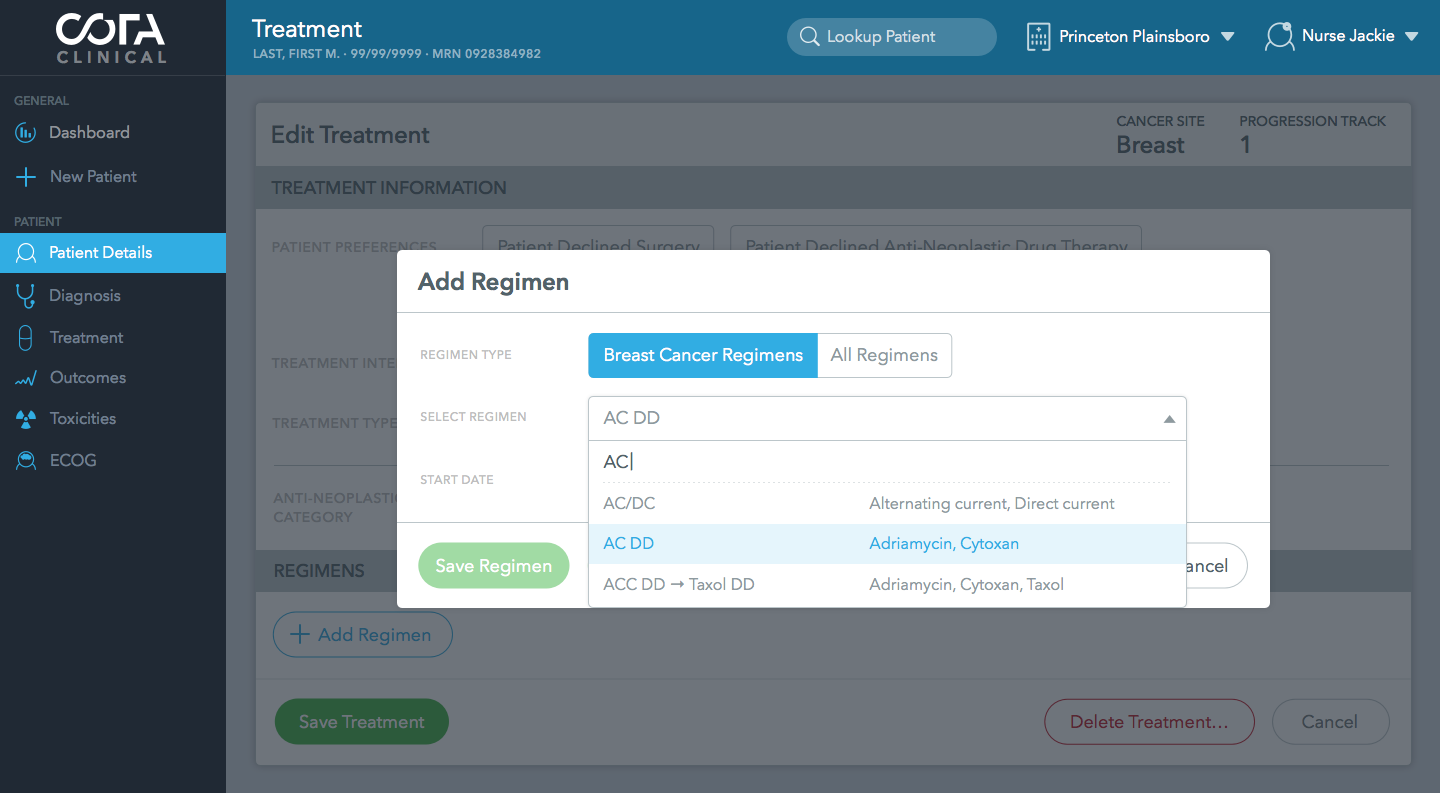 COTA
CLINICAL
Treatment
LAST, FIRST M. · 99/99/9999 · MRN 0928384982
Lookup Patient
Princeton Plainsboro
Nurse Jackie
GENERAL
Dashboard
New Patient
PATIENT
Patient Details
Diagnosis
Treatment
Outcomes
Toxicities
ECOG
Edit Treatment
CANCER SITE
Breast
PROGRESSION TRACK
1
TREATMENT INFORMATION
PATIENT PREFERENCES
Patient Declined Surgery
Patient Declined Anti-Neoplastic Drug Therapy
TREATMENT INTE
TREATMENT TYPE
ANTI-NEOPLASTIC
CATEGORY
Add Regimen
REGIMEN TYPE
Breast Cancer Regimens
All Regimens
SELECT REGIMEN
AC DD
AC
AC/DC Alternating current, Direct current
AC DD Adriamycin, Cytoxan
ACC DD → Taxol DD Adriamycin, Cytoxan, Taxol
START DATE
Save Regimen
ancel
REGIMENS
Add Regimen
Save Treatment
Delete Treatment...
Cancel